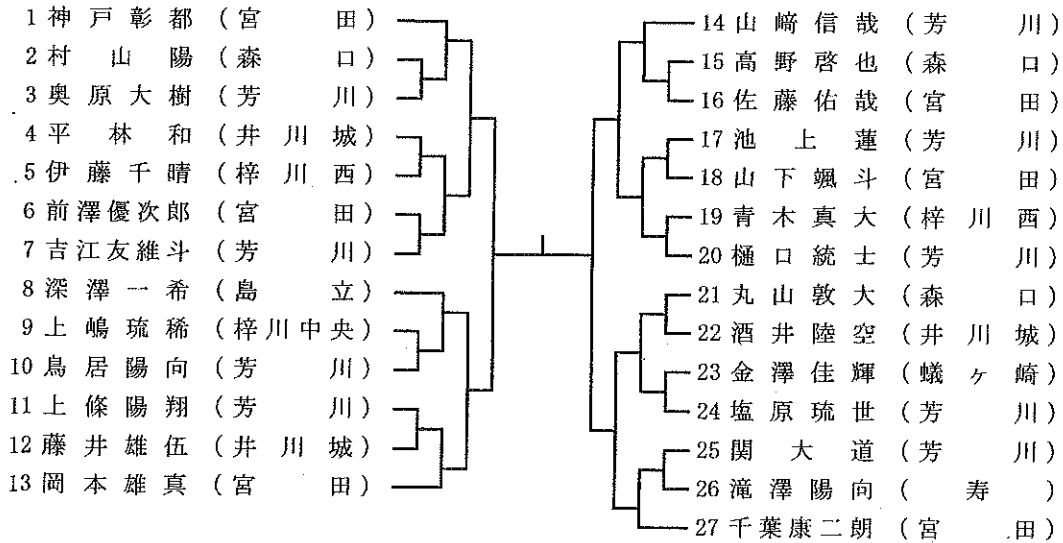 1 神戸彰都 (宮田)
2 村山陽 (森口)
3 奥原大樹 (芳川)
4 平林和 (井川城)
5 伊藤千晴 (梓川西)
6 前澤優次郎 (宮田)
7 吉江友維斗 (芳川)
8 深澤一希 (島立)
9 上嶋琉稀 (梓川中央)
10 鳥居陽向 (芳川)
11 上條陽翔 (芳川)
12 藤井雄伍 (井川城)
13 岡本雄真 (宮田)
14 山﨑信哉 (芳川)
15 高野啓也 (森口)
16 佐藤佑哉 (宮田)
17 池上蓮 (芳川)
18 山下颯斗 (宮田)
19 青木真大 (梓川西)
20 樋口統士 (芳川)
21 丸山敦大 (森口)
22 酒井陸空 (井川城)
23 金澤佳輝 (蟻ヶ崎)
24 塩原琉世 (芳川)
25 関大道 (芳川)
26 滝澤陽向 (寿)
27 千葉康二朗 (宮田)